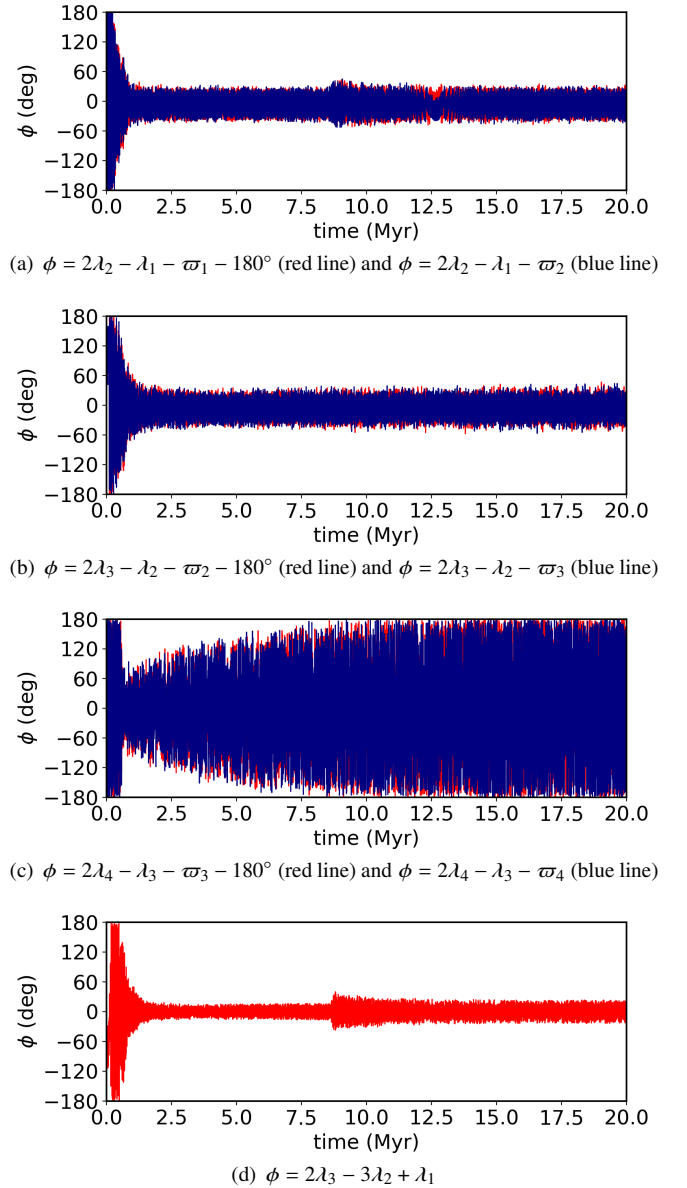 180
120
60
0
−60
−120
−180
ϕ (deg)
0.0 2.5 5.0 7.5 10.0 12.5 15.0 17.5 20.0
time (Myr)
(a) ϕ = 2λ₂ − λ₁ − ϖ₁ − 180° (red line) and ϕ = 2λ₂ − λ₁ − ϖ₂ (blue line)
180
120
60
0
−60
−120
−180
ϕ (deg)
0.0 2.5 5.0 7.5 10.0 12.5 15.0 17.5 20.0
time (Myr)
(b) ϕ = 2λ₃ − λ₂ − ϖ₂ − 180° (red line) and ϕ = 2λ₃ − λ₂ − ϖ₃ (blue line)
180
120
60
0
−60
−120
−180
ϕ (deg)
0.0 2.5 5.0 7.5 10.0 12.5 15.0 17.5 20.0
time (Myr)
(c) ϕ = 2λ₄ − λ₃ − ϖ₃ − 180° (red line) and ϕ = 2λ₄ − λ₃ − ϖ₄ (blue line)
180
120
60
0
−60
−120
−180
ϕ (deg)
0.0 2.5 5.0 7.5 10.0 12.5 15.0 17.5 20.0
time (Myr)
(d) ϕ = 2λ₃ − 3λ₂ + λ₁